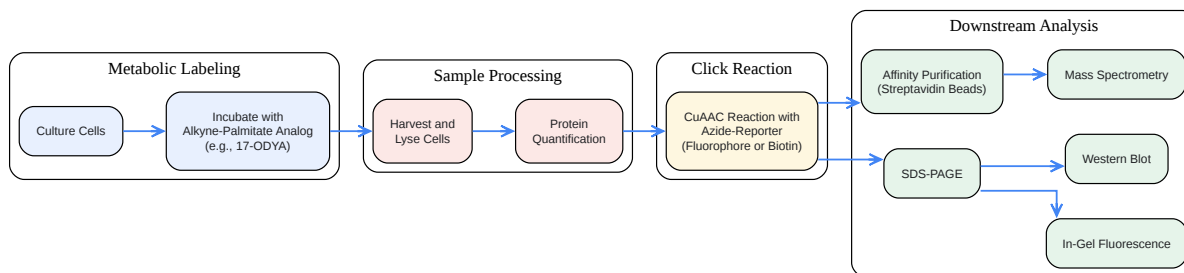 Metabolic Labeling
Culture Cells
Incubate with
Alkyne-Palmitate Analog
(e.g., 17-ODYA)
Sample Processing
Harvest and
Lyse Cells
Protein
Quantification
Click Reaction
CuAAC Reaction with
Azide-Reporter
(Fluorophore or Biotin)
Downstream Analysis
Affinity Purification
(Streptavidin Beads)
Mass Spectrometry
SDS-PAGE
Western Blot
In-Gel Fluorescence